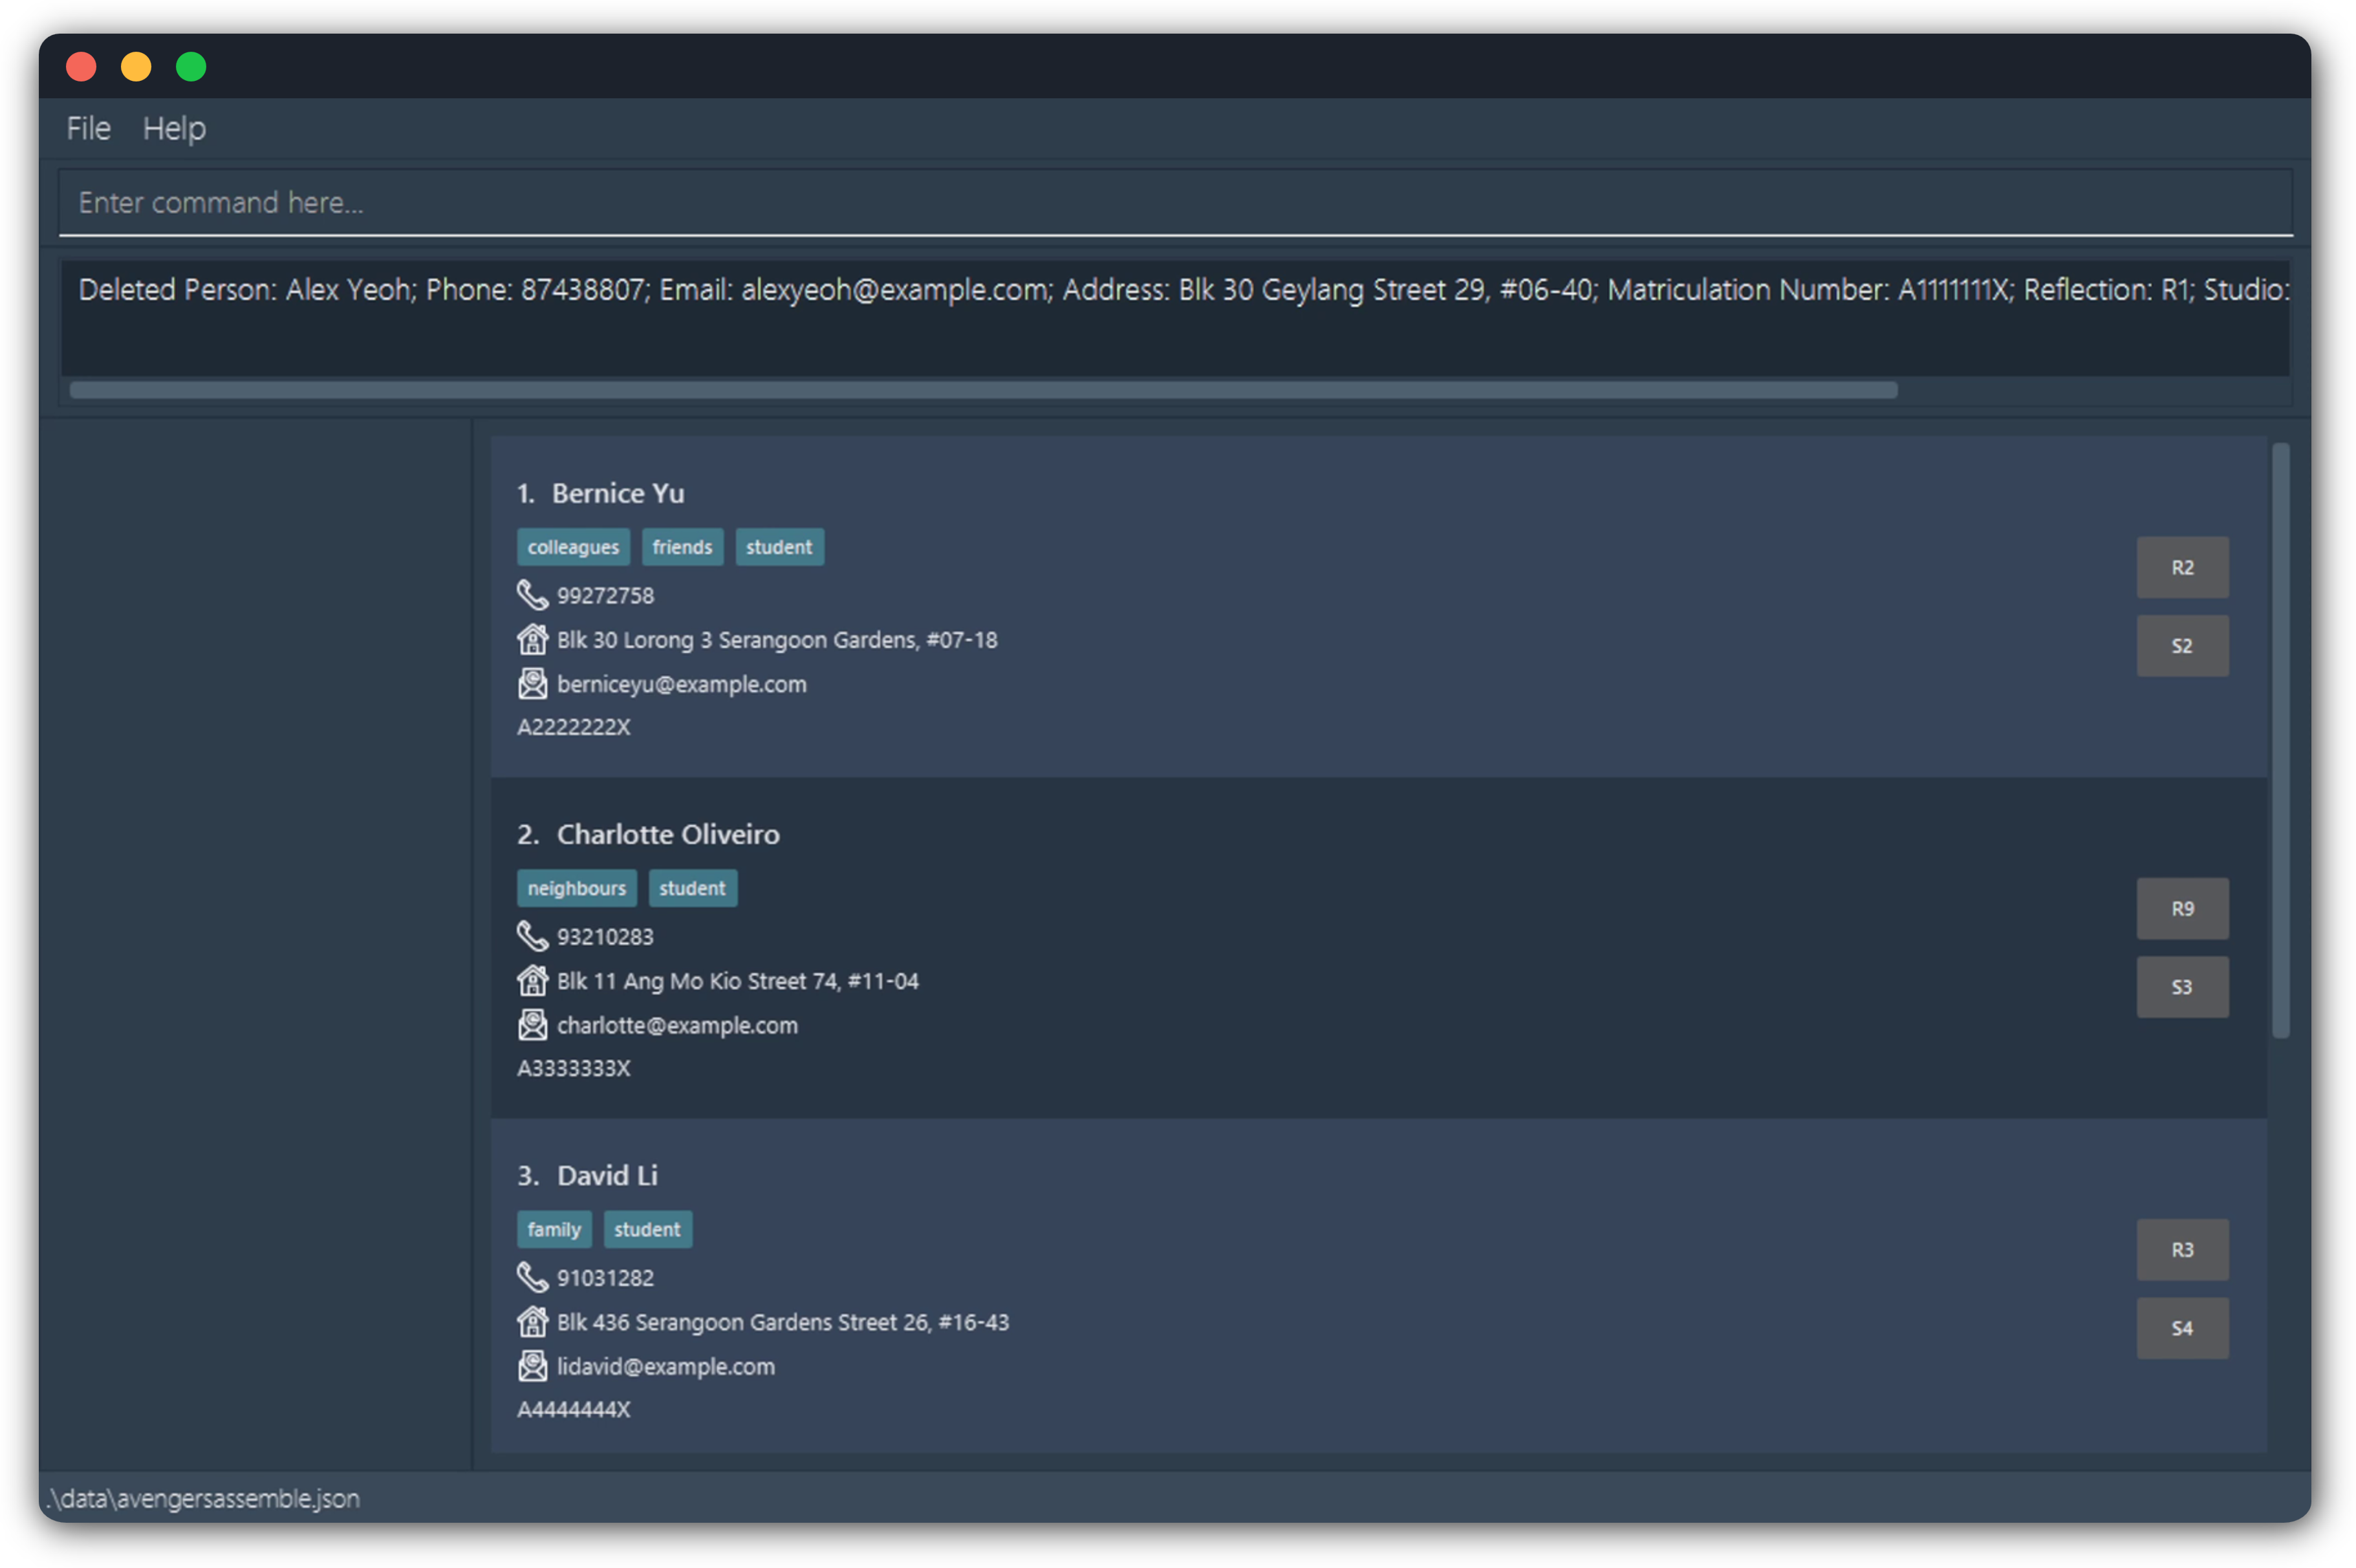 File Help
Enter command here...
Deleted Person: Alex Yeoh; Phone: 87438807; Email: alexyeoh@example.com; Address: Blk 30 Geylang Street 29, #06-40; Matriculation Number: A1111111X; Reflection: R1; Studio:
1. Bernice Yu
colleagues friends student
99272758
Blk 30 Lorong 3 Serangoon Gardens, #07-18
berniceyu@example.com
A2222222X
R2
S2
2. Charlotte Oliveiro
neighbours student
93210283
Blk 11 Ang Mo Kio Street 74, #11-04
charlotte@example.com
A3333333X
R9
S3
3. David Li
family student
91031282
Blk 436 Serangoon Gardens Street 26, #16-43
lidavid@example.com
A4444444X
R3
S4
.\data\avengersassemble.json